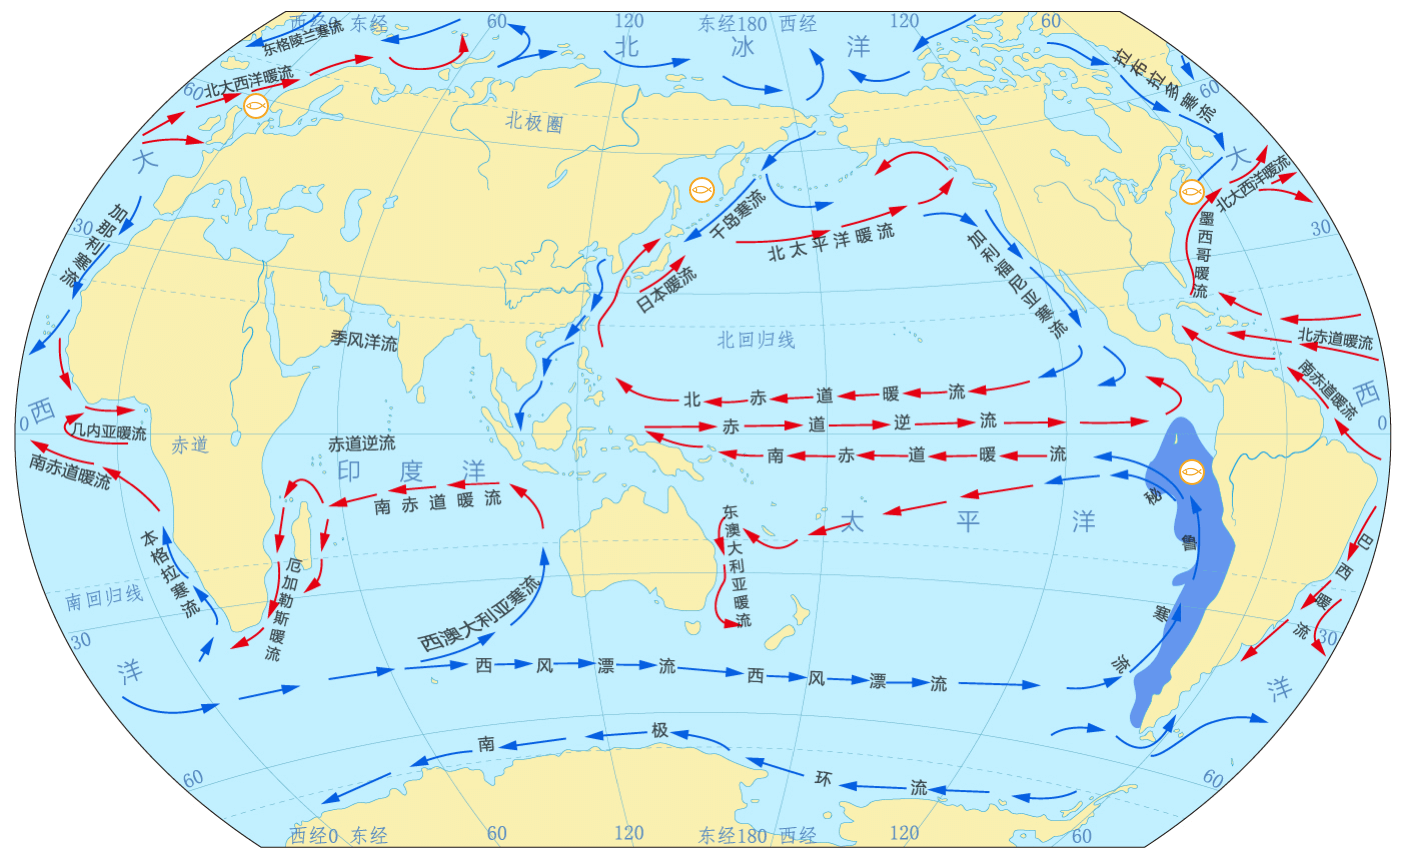 西经0 东经
60
120
东经180 西经
120
60
东格陵兰寒流
北 冰 洋
拉布拉多寒流
北大西洋暖流
60
60
北极圈
大
大
北大西洋暖流
加那利寒流
千岛寒流
北太平洋暖流
加利福尼亚寒流
墨西哥暖流
30
30
日本暖流
季风洋流
北回归线
北赤道暖流
南赤道暖流
西
西
北赤道暖流
赤道逆流
0
0
几内亚暖流
赤道
赤道逆流
南赤道暖流
南赤道暖流
印度洋
南赤道暖流
秘鲁寒流
东澳大利亚暖流
太平洋
本格拉寒流
厄加勒斯暖流
巴西暖流
西澳大利亚寒流
南回归线
30
30
洋
洋
西风漂流
西风漂流
南极环流
60
60
西经0 东经
60
120
东经180 西经
120
60